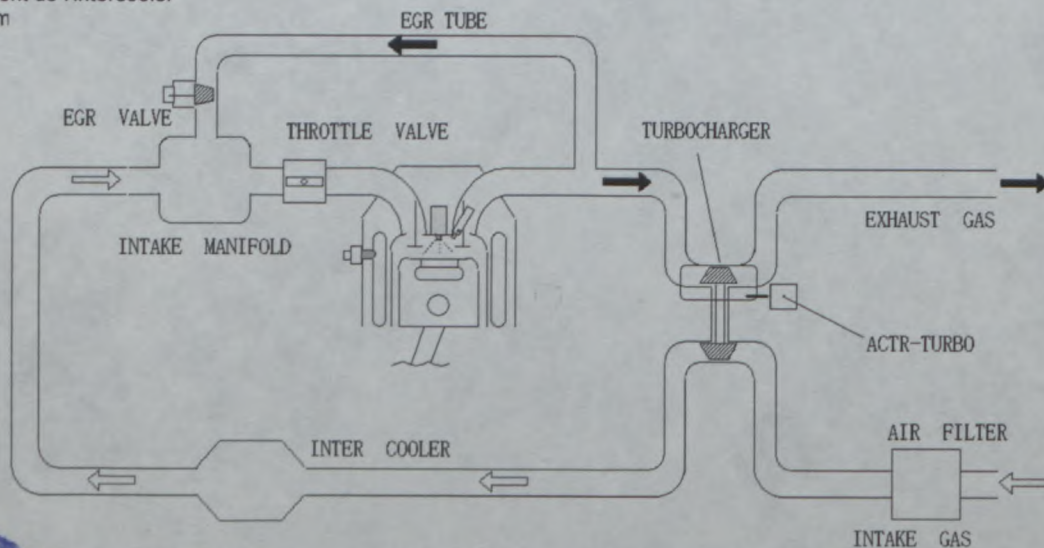 EGR TUBE
EGR VALVE
THROTTLE VALVE
TURBOCHARGER
INTAKE MANIFOLD
EXHAUST GAS
ACTR-TURBO
INTER COOLER
AIR FILTER
INTAKE GAS